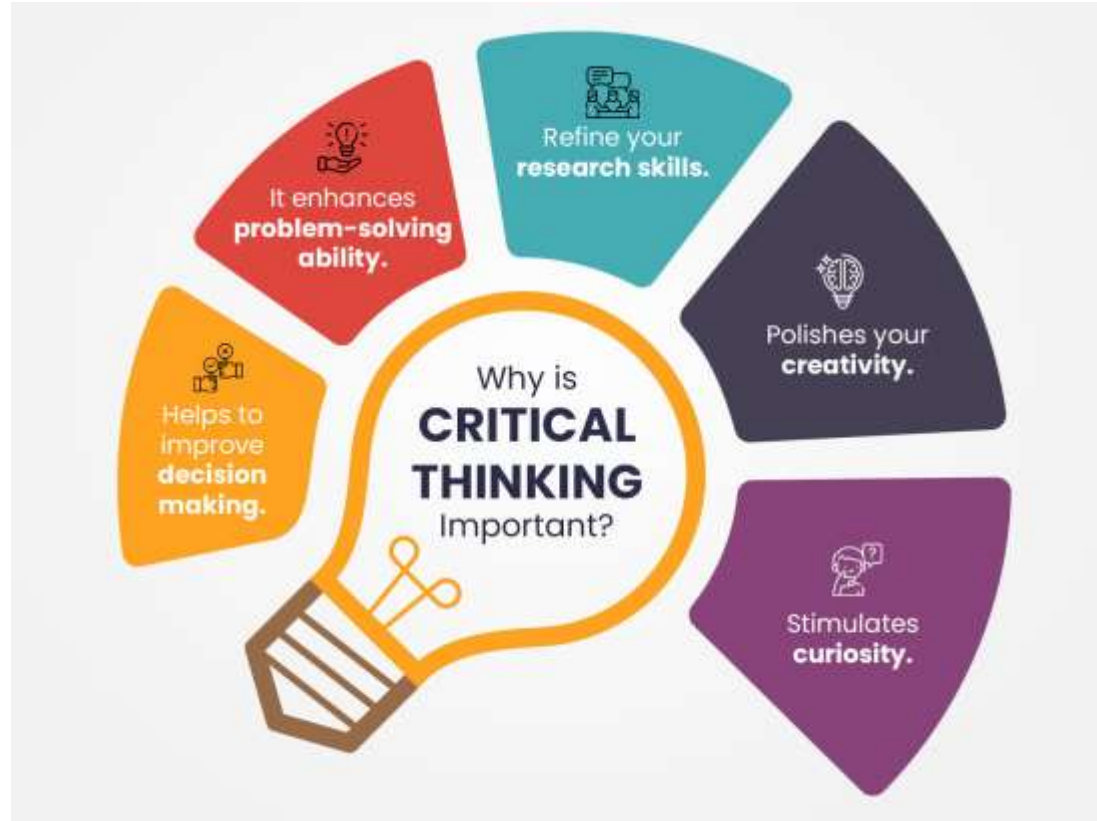 Why is
CRITICAL
THINKING
Important?
Helps to
improve
decision
making.
It enhances
problem-solving
ability.
Refine your
research skills.
Polishes your
creativity.
?
Stimulates
curiosity.